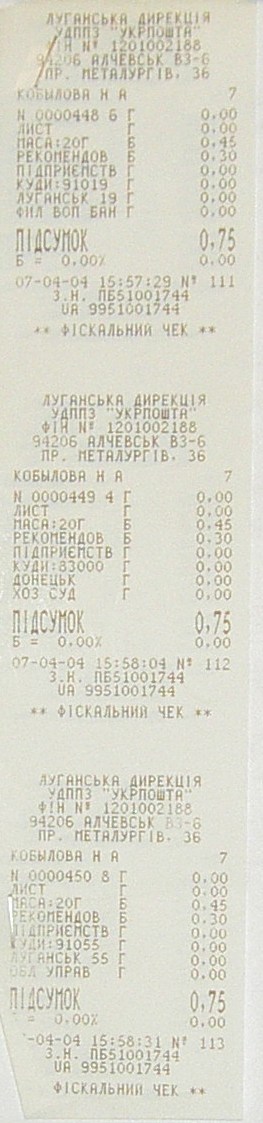 ЛУГАНСЬКА ДИРЕКЦІЯ
УДППЗ "УКРПОШТА"
ФІН № 1201002188
94206 АЛЧЕВСЬК ВЗ-6
ПР. МЕТАЛУРГІВ. 36
КОБЫЛОВА Н А 7
N 0000448 6 Г 0.00
ЛИСТ Г 0.00
МАСА:20Г Б 0.45
РЕКОМЕНДОВ Б 0.30
ПІДПРИЄМСТВ Г 0.00
КУДИ:91019 Г 0.00
ЛУГАНСЬК 19 Г 0.00
ФИЛ ВОП БАН Г 0.00
ПІДСУМОК 0,75
Б = 0.00% 0.00
07-04-04 15:57:29 № 111
З.Н. ПБ51001744
UA 9951001744
** ФІСКАЛЬНИЙ ЧЕК **
ЛУГАНСЬКА ДИРЕКЦІЯ
УДППЗ "УКРПОШТА"
ФІН № 1201002188
94206 АЛЧЕВСЬК ВЗ-6
ПР. МЕТАЛУРГІВ. 36
КОБЫЛОВА Н А 7
N 0000449 4 Г 0.00
ЛИСТ Г 0.00
МАСА:20Г Б 0.45
РЕКОМЕНДОВ Б 0.30
ПІДПРИЄМСТВ Г 0.00
КУДИ:83000 Г 0.00
ДОНЕЦЬК Г 0.00
ХОЗ СУД Г 0.00
ПІДСУМОК 0,75
Б = 0.00% 0.00
07-04-04 15:58:04 № 112
З.Н. ПБ51001744
UA 9951001744
** ФІСКАЛЬНИЙ ЧЕК **
ЛУГАНСЬКА ДИРЕКЦІЯ
УДППЗ "УКРПОШТА"
ФІН № 1201002188
94206 АЛЧЕВСЬК ВЗ-6
ПР. МЕТАЛУРГІВ. 36
КОБЫЛОВА Н А 7
N 0000450 8 Г 0.00
ЛИСТ Г 0.00
МАСА:20Г Б 0.45
РЕКОМЕНДОВ Б 0.30
ПІДПРИЄМСТВ Г 0.00
КУДИ:91055 Г 0.00
ЛУГАНСЬК 55 Г 0.00
ОБЛ УПРАВ Г 0.00
ПІДСУМОК 0,75
= 0.00% 0.00
-04-04 15:58:31 № 113
З.Н. ПБ51001744
UA 9951001744
ФІСКАЛЬНИЙ ЧЕК **